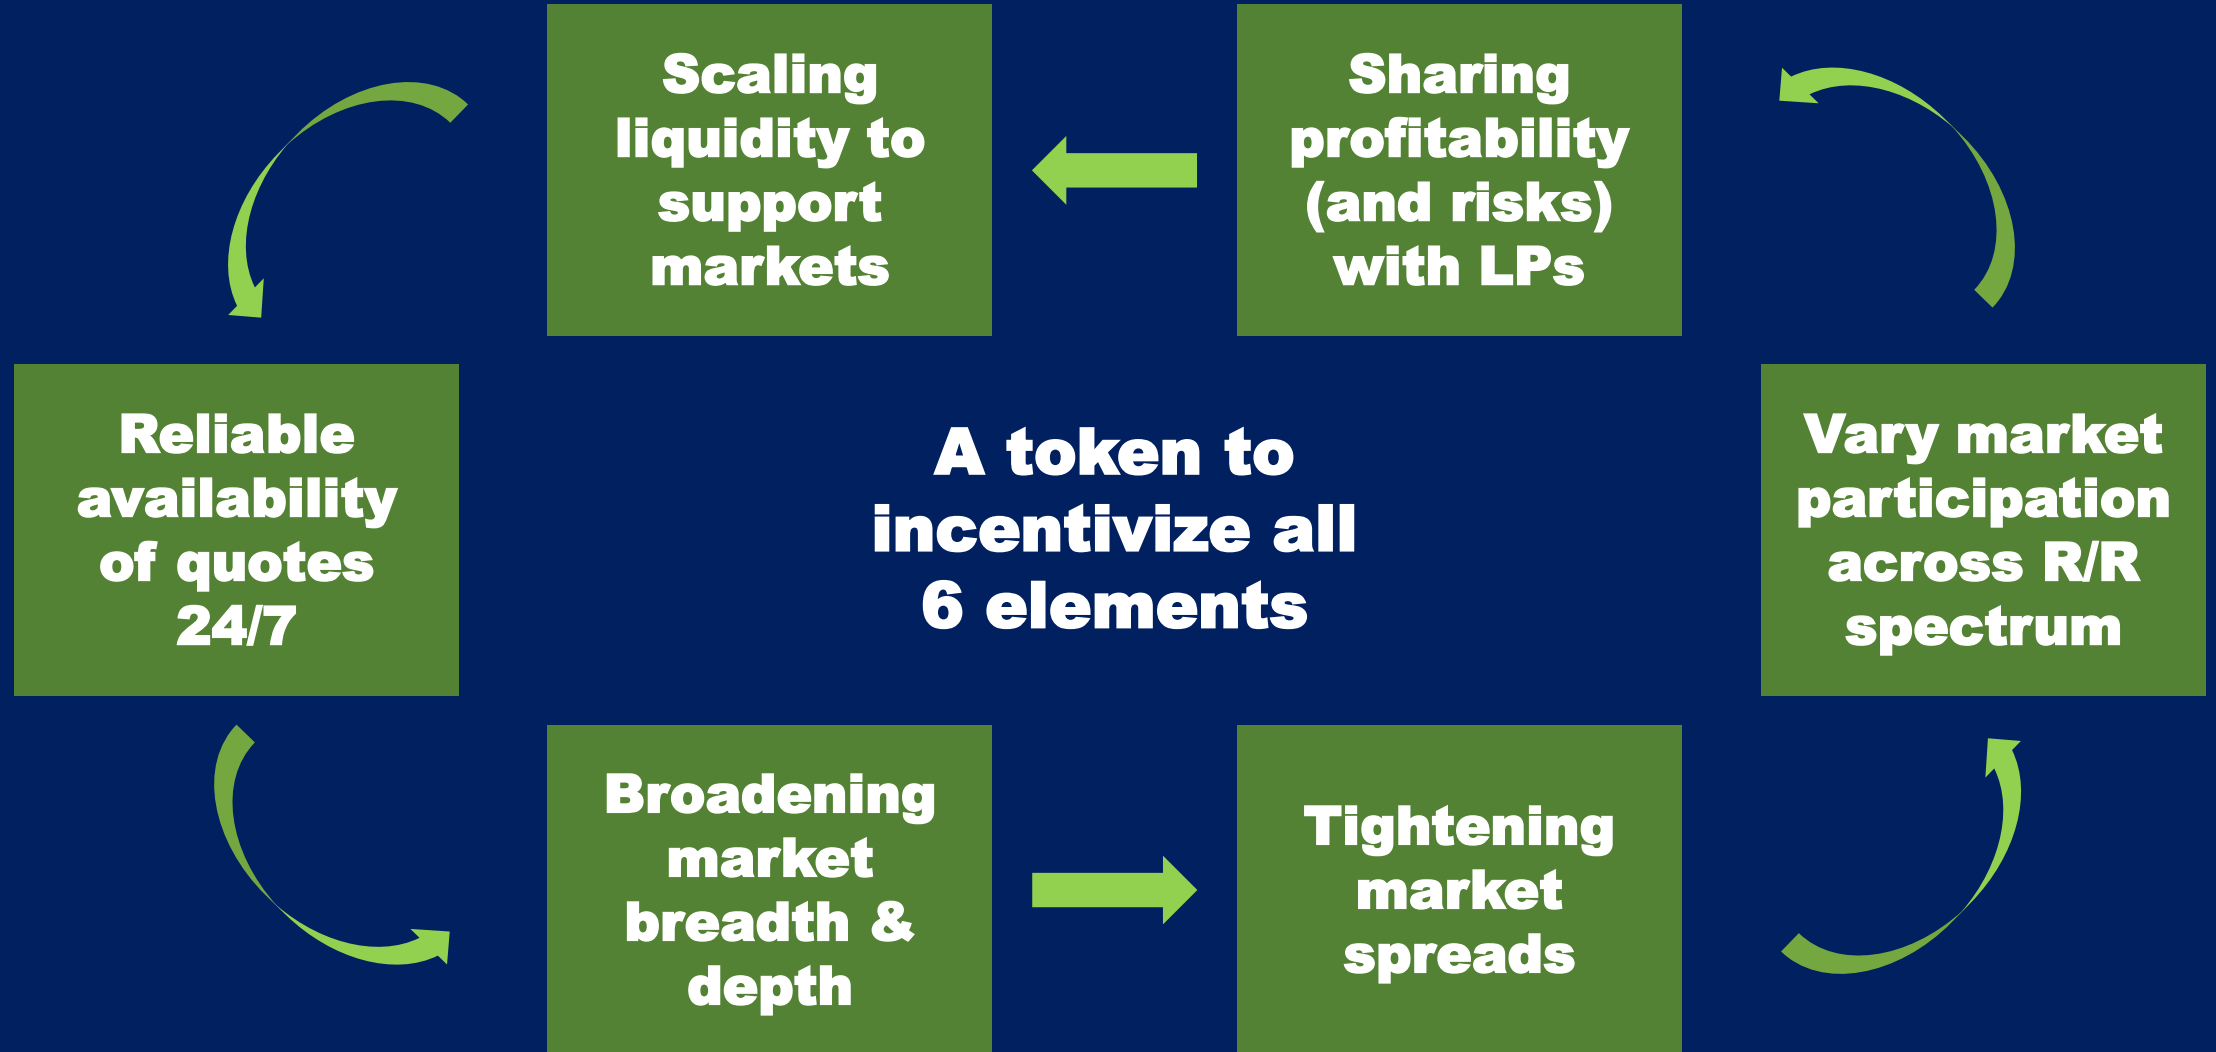 Scaling
liquidity to
support
markets
Sharing
profitability
(and risks)
with LPs
Reliable
availability
of quotes
24/7
A token to
incentivize all
6 elements
Vary market
participation
across R/R
spectrum
Broadening
market
breadth &
depth
Tightening
market
spreads